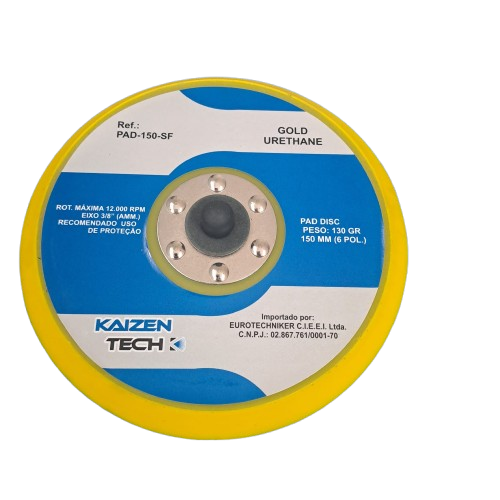 Ref.:
PAD-150-SF
GOLD
URETHANE
ROT. MÁXIMA 12.000 RPM
EIXO 3/8" (AMM.)
RECOMENDADO USO
DE PROTEÇÃO
PAD DISC
PESO: 130 GR
150 MM (6 POL.)
KAIZEN
TECH
Importado por:
EUROTECHNIKER C.I.E.E.I. Ltda.
C.N.P.J.: 02.867.761/0001-70